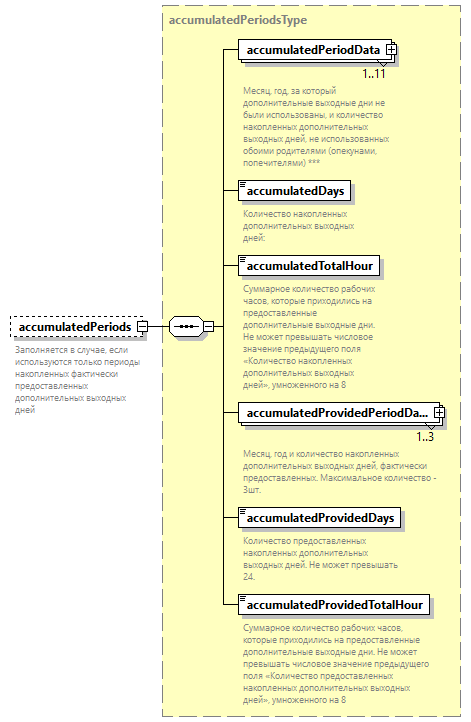 accumulatedPeriodsType
accumulatedPeriodData
1..11
Месяц, год, за который
дополнительные выходные дни не
были использованы, и количество
накопленных дополнительных
выходных дней, не использованных
обоими родителями (опекунами,
попечителями) ***
accumulatedDays
Количество накопленных
дополнительных выходных
дней:
accumulatedTotalHour
Суммарное количество рабочих
часов, которые приходились на
предоставленные
дополнительные выходные дни.
Не может превышать числовое
значение предыдущего поля
«Количество накопленных
дополнительных выходных
дней», умноженного на 8
accumulatedPeriods
Заполняется в случае, если
используются только периоды
накопленных фактически
предоставленных
дополнительных выходных
дней
accumulatedProvidedPeriodDa...
1..3
Месяц, год и количество накопленных
дополнительных выходных дней, фактически
предоставленных. Максимальное количество -
3шт.
accumulatedProvidedDays
Количество предоставленных
накопленных дополнительных
выходных дней. Не может превышать
24.
accumulatedProvidedTotalHour
Суммарное количество рабочих часов,
которые приходились на предоставленные
дополнительные выходные дни. Не может
превышать числовое значение предыдущего
поля «Количество предоставленных
накопленных дополнительных выходных
дней», умноженного на 8